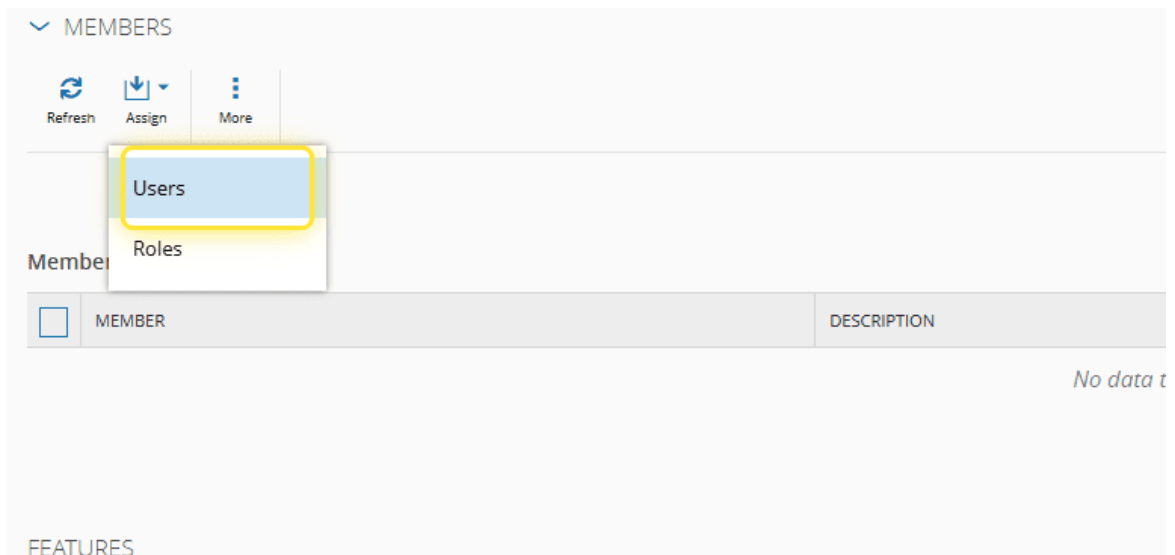 MEMBERS
Refresh Assign More
Users
Roles
Member
MEMBER DESCRIPTION
No data t
FEATURES